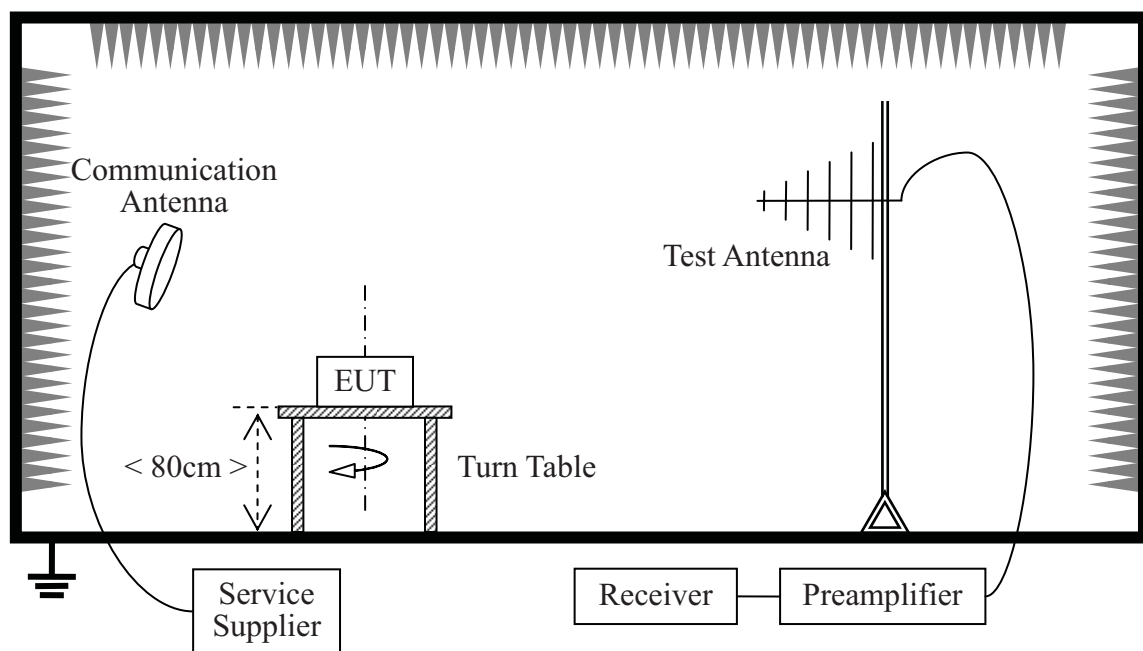 Communication
Antenna
Test Antenna
EUT
< 80cm >
Turn Table
Service
Supplier
Receiver
Preamplifier